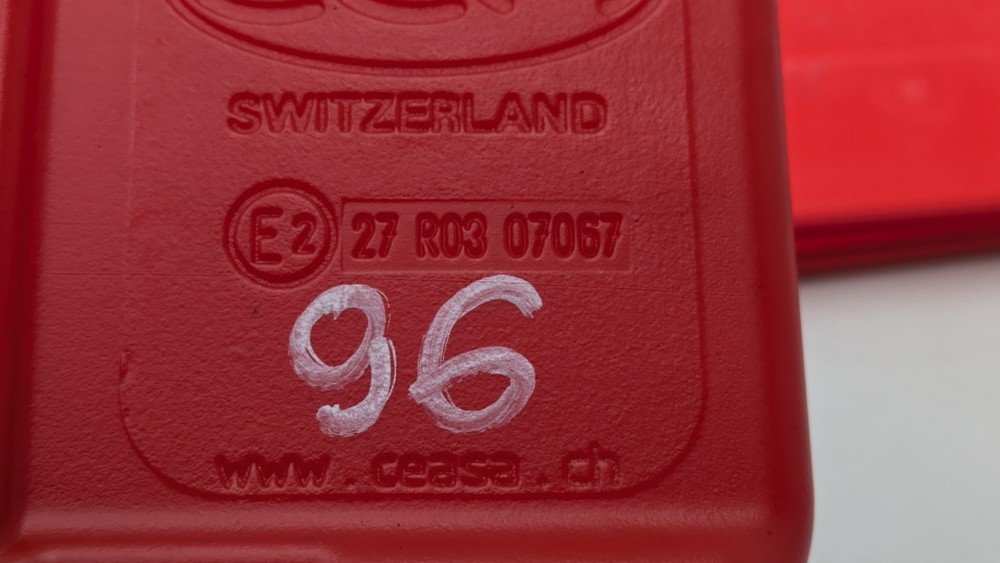 SWITZERLAND
E2 27 R03 07067
96
www.ceasa.ch